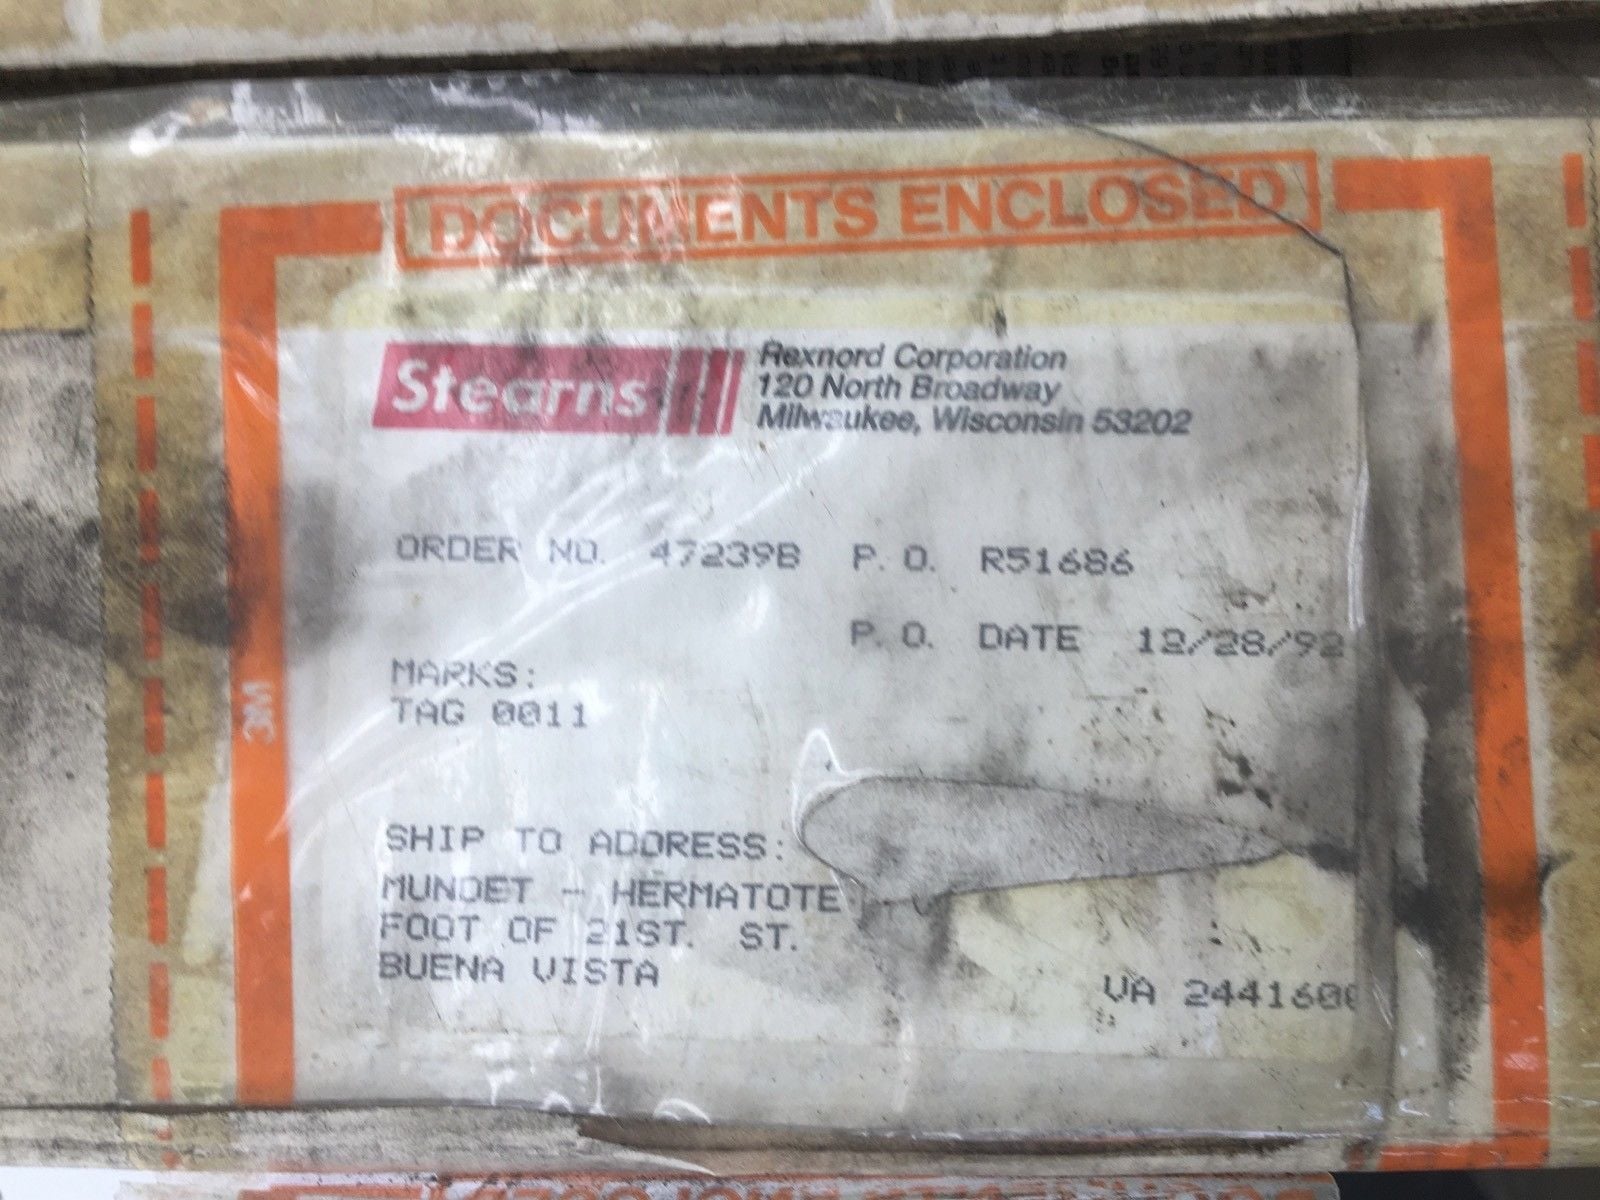 DOCUMENTS ENCLOSED
Stearns
Rexnord Corporation
120 North Broadway
Milwaukee, Wisconsin 53202
ORDER NO. 47239B P.O. R51686
P.O. DATE 12/28/92
MARKS:
TAG 0011
3M
SHIP TO ADDRESS:
MUNDET - HERMATOTE
FOOT OF 21ST. ST.
BUENA VISTA
VA 2441600